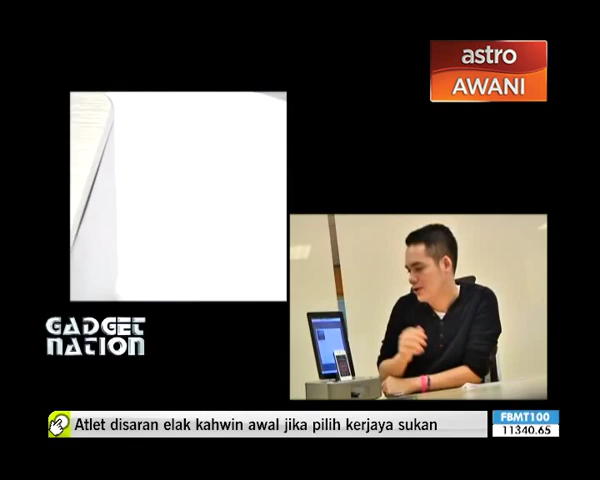 astro
AWANI
GADGET
NATION
Atlet disaran elak kahwin awal jika pilih kerjaya sukan
FBMT100
11340.65